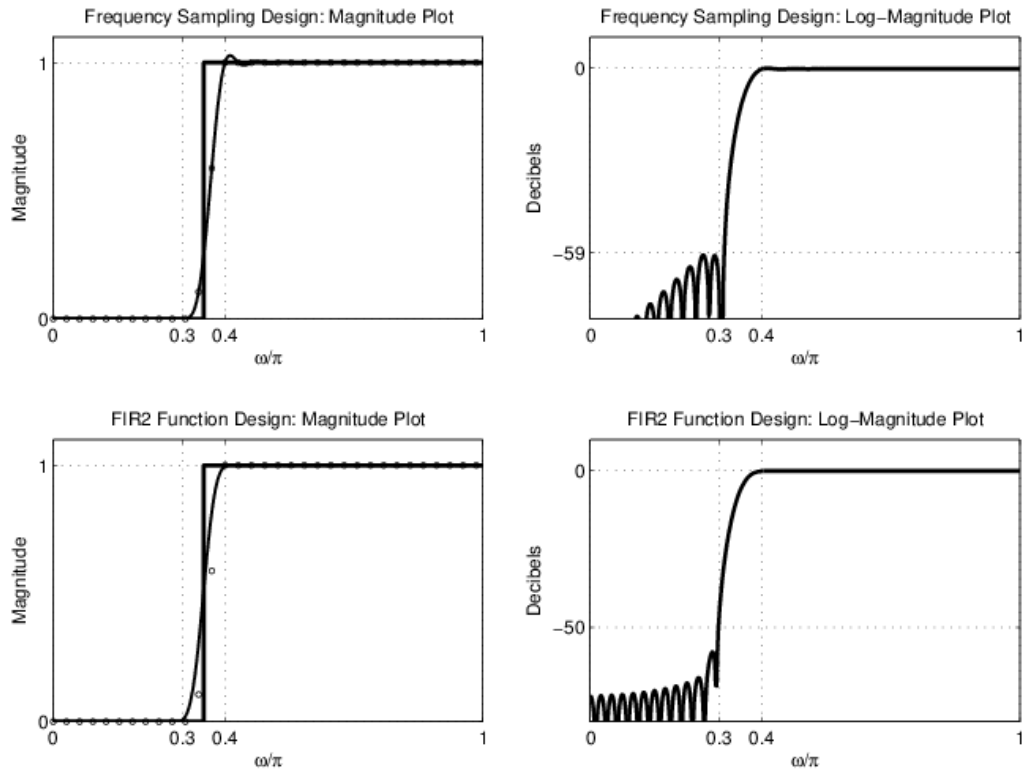 Frequency Sampling Design: Magnitude Plot
1
Magnitude
0
0 0.3 0.4 1
ω/π
Frequency Sampling Design: Log−Magnitude Plot
0
Decibels
−59
0 0.3 0.4 1
ω/π
FIR2 Function Design: Magnitude Plot
1
Magnitude
0
0 0.3 0.4 1
ω/π
FIR2 Function Design: Log−Magnitude Plot
0
Decibels
−50
0 0.3 0.4 1
ω/π